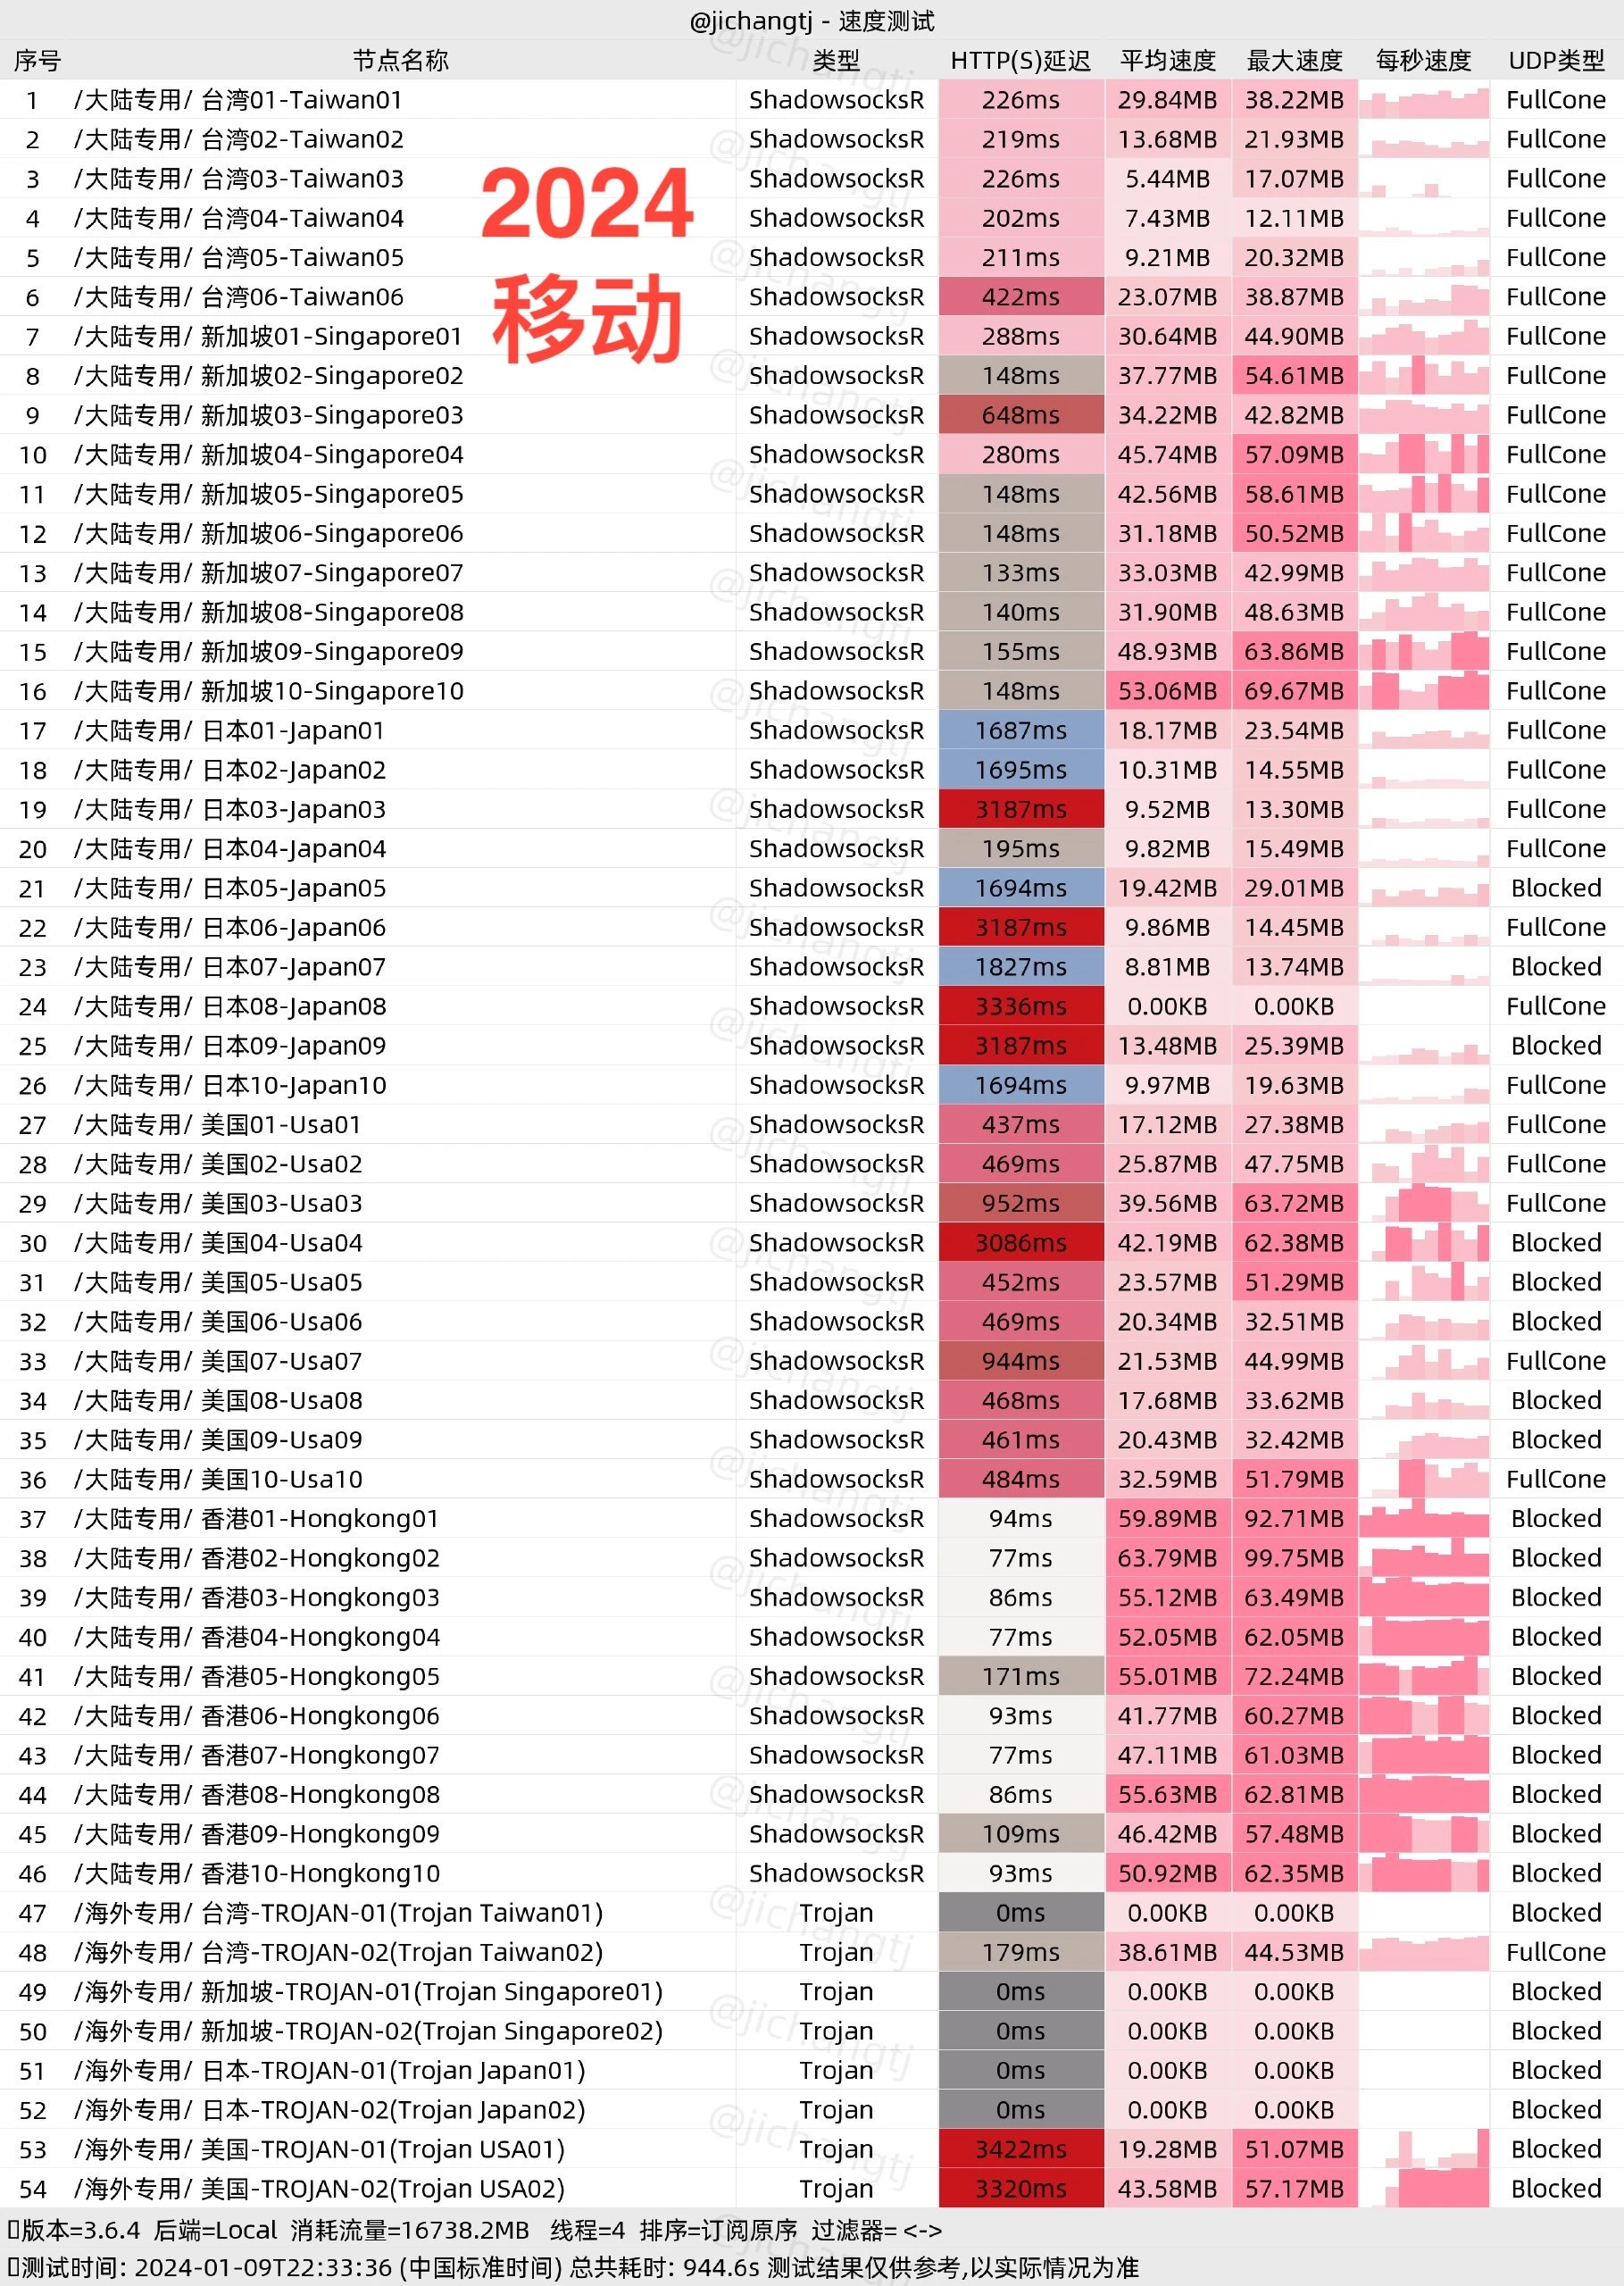 @jichangtj - 速度测试
序号 节点名称 类型 HTTP(S)延迟 平均速度 最大速度 每秒速度 UDP类型
1 /大陆专用/ 台湾01-Taiwan01 ShadowsocksR 226ms 29.84MB 38.22MB FullCone
2 /大陆专用/ 台湾02-Taiwan02 ShadowsocksR 219ms 13.68MB 21.93MB FullCone
3 /大陆专用/ 台湾03-Taiwan03 ShadowsocksR 226ms 5.44MB 17.07MB FullCone
2024
4 /大陆专用/ 台湾04-Taiwan04 ShadowsocksR 202ms 7.43MB 12.11MB FullCone
5 /大陆专用/ 台湾05-Taiwan05 ShadowsocksR 211ms 9.21MB 20.32MB FullCone
6 /大陆专用/ 台湾06-Taiwan06 ShadowsocksR 422ms 23.07MB 38.87MB FullCone
移动
7 /大陆专用/ 新加坡01-Singapore01 ShadowsocksR 288ms 30.64MB 44.90MB FullCone
8 /大陆专用/ 新加坡02-Singapore02 ShadowsocksR 148ms 37.77MB 54.61MB FullCone
9 /大陆专用/ 新加坡03-Singapore03 ShadowsocksR 648ms 34.22MB 42.82MB FullCone
10 /大陆专用/ 新加坡04-Singapore04 ShadowsocksR 280ms 45.74MB 57.09MB FullCone
11 /大陆专用/ 新加坡05-Singapore05 ShadowsocksR 148ms 42.56MB 58.61MB FullCone
12 /大陆专用/ 新加坡06-Singapore06 ShadowsocksR 148ms 31.18MB 50.52MB FullCone
13 /大陆专用/ 新加坡07-Singapore07 ShadowsocksR 133ms 33.03MB 42.99MB FullCone
14 /大陆专用/ 新加坡08-Singapore08 ShadowsocksR 140ms 31.90MB 48.63MB FullCone
15 /大陆专用/ 新加坡09-Singapore09 ShadowsocksR 155ms 48.93MB 63.86MB FullCone
16 /大陆专用/ 新加坡10-Singapore10 ShadowsocksR 148ms 53.06MB 69.67MB FullCone
17 /大陆专用/ 日本01-Japan01 ShadowsocksR 1687ms 18.17MB 23.54MB FullCone
18 /大陆专用/ 日本02-Japan02 ShadowsocksR 1695ms 10.31MB 14.55MB FullCone
19 /大陆专用/ 日本03-Japan03 ShadowsocksR 3187ms 9.52MB 13.30MB FullCone
20 /大陆专用/ 日本04-Japan04 ShadowsocksR 195ms 9.82MB 15.49MB FullCone
21 /大陆专用/ 日本05-Japan05 ShadowsocksR 1694ms 19.42MB 29.01MB Blocked
22 /大陆专用/ 日本06-Japan06 ShadowsocksR 3187ms 9.86MB 14.45MB FullCone
23 /大陆专用/ 日本07-Japan07 ShadowsocksR 1827ms 8.81MB 13.74MB Blocked
24 /大陆专用/ 日本08-Japan08 ShadowsocksR 3336ms 0.00KB 0.00KB FullCone
25 /大陆专用/ 日本09-Japan09 ShadowsocksR 3187ms 13.48MB 25.39MB Blocked
26 /大陆专用/ 日本10-Japan10 ShadowsocksR 1694ms 9.97MB 19.63MB FullCone
27 /大陆专用/ 美国01-Usa01 ShadowsocksR 437ms 17.12MB 27.38MB FullCone
28 /大陆专用/ 美国02-Usa02 ShadowsocksR 469ms 25.87MB 47.75MB FullCone
29 /大陆专用/ 美国03-Usa03 ShadowsocksR 952ms 39.56MB 63.72MB FullCone
30 /大陆专用/ 美国04-Usa04 ShadowsocksR 3086ms 42.19MB 62.38MB Blocked
31 /大陆专用/ 美国05-Usa05 ShadowsocksR 452ms 23.57MB 51.29MB Blocked
32 /大陆专用/ 美国06-Usa06 ShadowsocksR 469ms 20.34MB 32.51MB Blocked
33 /大陆专用/ 美国07-Usa07 ShadowsocksR 944ms 21.53MB 44.99MB FullCone
34 /大陆专用/ 美国08-Usa08 ShadowsocksR 468ms 17.68MB 33.62MB Blocked
35 /大陆专用/ 美国09-Usa09 ShadowsocksR 461ms 20.43MB 32.42MB Blocked
36 /大陆专用/ 美国10-Usa10 ShadowsocksR 484ms 32.59MB 51.79MB FullCone
37 /大陆专用/ 香港01-Hongkong01 ShadowsocksR 94ms 59.89MB 92.71MB Blocked
38 /大陆专用/ 香港02-Hongkong02 ShadowsocksR 77ms 63.79MB 99.75MB Blocked
39 /大陆专用/ 香港03-Hongkong03 ShadowsocksR 86ms 55.12MB 63.49MB Blocked
40 /大陆专用/ 香港04-Hongkong04 ShadowsocksR 77ms 52.05MB 62.05MB Blocked
41 /大陆专用/ 香港05-Hongkong05 ShadowsocksR 171ms 55.01MB 72.24MB Blocked
42 /大陆专用/ 香港06-Hongkong06 ShadowsocksR 93ms 41.77MB 60.27MB Blocked
43 /大陆专用/ 香港07-Hongkong07 ShadowsocksR 77ms 47.11MB 61.03MB Blocked
44 /大陆专用/ 香港08-Hongkong08 ShadowsocksR 86ms 55.63MB 62.81MB Blocked
45 /大陆专用/ 香港09-Hongkong09 ShadowsocksR 109ms 46.42MB 57.48MB Blocked
46 /大陆专用/ 香港10-Hongkong10 ShadowsocksR 93ms 50.92MB 62.35MB Blocked
47 /海外专用/ 台湾-TROJAN-01(Trojan Taiwan01) Trojan 0ms 0.00KB 0.00KB Blocked
48 /海外专用/ 台湾-TROJAN-02(Trojan Taiwan02) Trojan 179ms 38.61MB 44.53MB FullCone
49 /海外专用/ 新加坡-TROJAN-01(Trojan Singapore01) Trojan 0ms 0.00KB 0.00KB Blocked
50 /海外专用/ 新加坡-TROJAN-02(Trojan Singapore02) Trojan 0ms 0.00KB 0.00KB Blocked
51 /海外专用/ 日本-TROJAN-01(Trojan Japan01) Trojan 0ms 0.00KB 0.00KB Blocked
52 /海外专用/ 日本-TROJAN-02(Trojan Japan02) Trojan 0ms 0.00KB 0.00KB Blocked
53 /海外专用/ 美国-TROJAN-01(Trojan USA01) Trojan 3422ms 19.28MB 51.07MB Blocked
54 /海外专用/ 美国-TROJAN-02(Trojan USA02) Trojan 3320ms 43.58MB 57.17MB Blocked
版本=3.6.4 后端=Local 消耗流量=16738.2MB 线程=4 排序=订阅原序 过滤器= <->
测试时间: 2024-01-09T22:33:36 (中国标准时间) 总共耗时: 944.6s 测试结果仅供参考,以实际情况为准